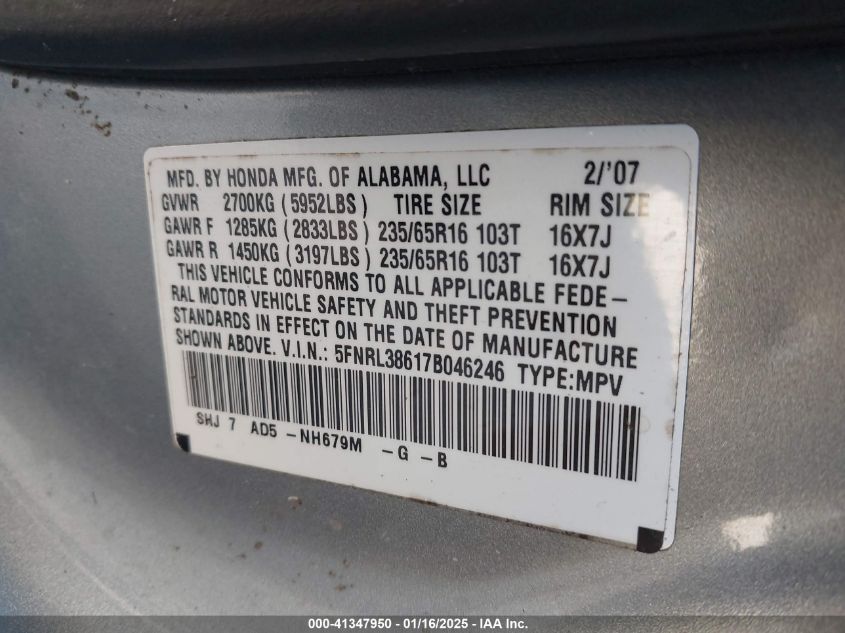 MFD. BY HONDA MFG. OF ALABAMA, LLC 2/'07
GVWR 2700KG (5952LBS) TIRE SIZE RIM SIZE
GAWR F 1285KG (2833LBS) 235/65R16 103T 16X7J
GAWR R 1450KG (3197LBS) 235/65R16 103T 16X7J
THIS VEHICLE CONFORMS TO ALL APPLICABLE FEDE-
RAL MOTOR VEHICLE SAFETY AND THEFT PREVENTION
STANDARDS IN EFFECT ON THE DATE OF MANUFACTURE
SHOWN ABOVE. V.I.N.: 5FNRL38617B046246 TYPE:MPV
SHJ 7 AD5 -NH679M -G -B
000-41347950 - 01/16/2025 - IAA Inc.